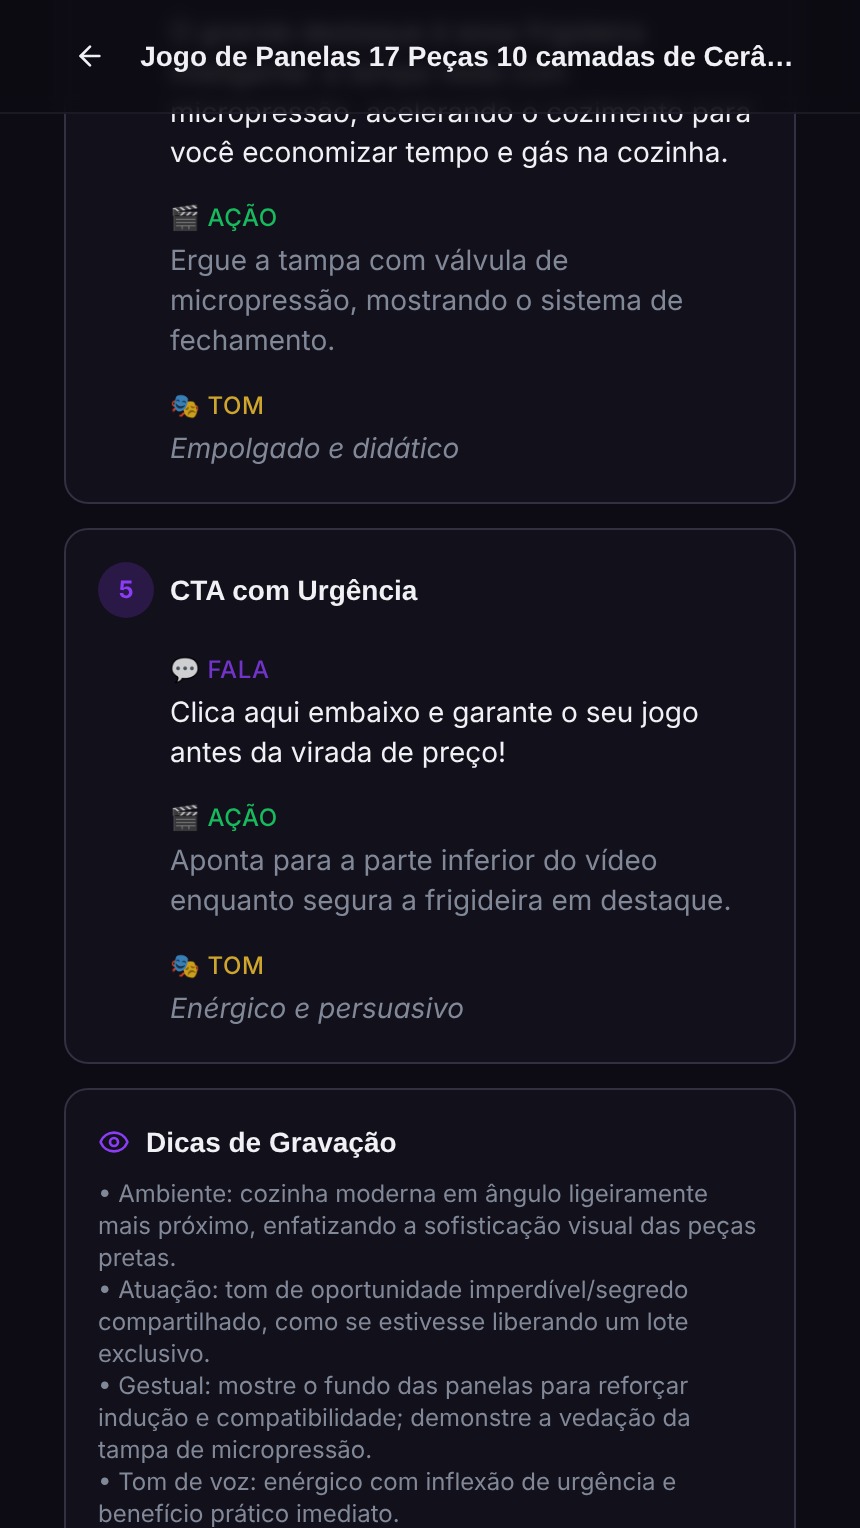 Jogo de Panelas 17 Peças 10 camadas de Cerâ...
micropressão, acelerando o cozimento para
você economizar tempo e gás na cozinha.
🎬 AÇÃO
Ergue a tampa com válvula de
micropressão, mostrando o sistema de
fechamento.
🎭 TOM
Empolgado e didático
5 CTA com Urgência
💬 FALA
Clica aqui embaixo e garante o seu jogo
antes da virada de preço!
🎬 AÇÃO
Aponta para a parte inferior do vídeo
enquanto segura a frigideira em destaque.
🎭 TOM
Enérgico e persuasivo
Dicas de Gravação
• Ambiente: cozinha moderna em ângulo ligeiramente
mais próximo, enfatizando a sofisticação visual das peças
pretas.
• Atuação: tom de oportunidade imperdível/segredo
compartilhado, como se estivesse liberando um lote
exclusivo.
• Gestual: mostre o fundo das panelas para reforçar
indução e compatibilidade; demonstre a vedação da
tampa de micropressão.
• Tom de voz: enérgico com inflexão de urgência e
benefício prático imediato.